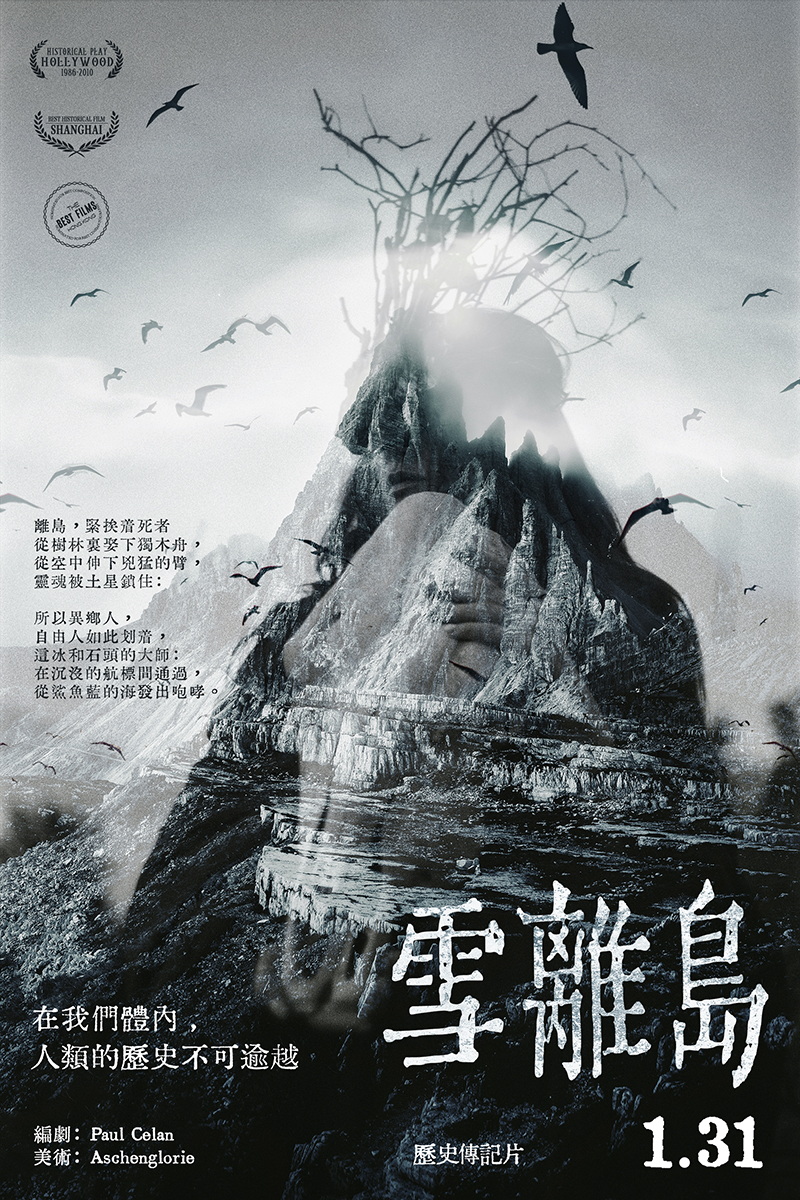 HISTORICAL PLAY
HOLLYWOOD
1986-2010
BEST HISTORICAL FILM
SHANGHAI
THE
BEST FILMS
HONG KONG
離島，緊挨着死者
從樹林裏娶下獨木舟，
從空中伸下兇猛的臂，
靈魂被土星鎖住：
所以異鄉人，
自由人如此划着，
這冰和石頭的大師：
在沉沒的航標間通過，
從鯊魚藍的海發出咆哮。
雪離島
在我們體內，
人類的歷史不可逾越
編劇：Paul Celan
美術：Aschenglorie
歷史傳記片
1.31